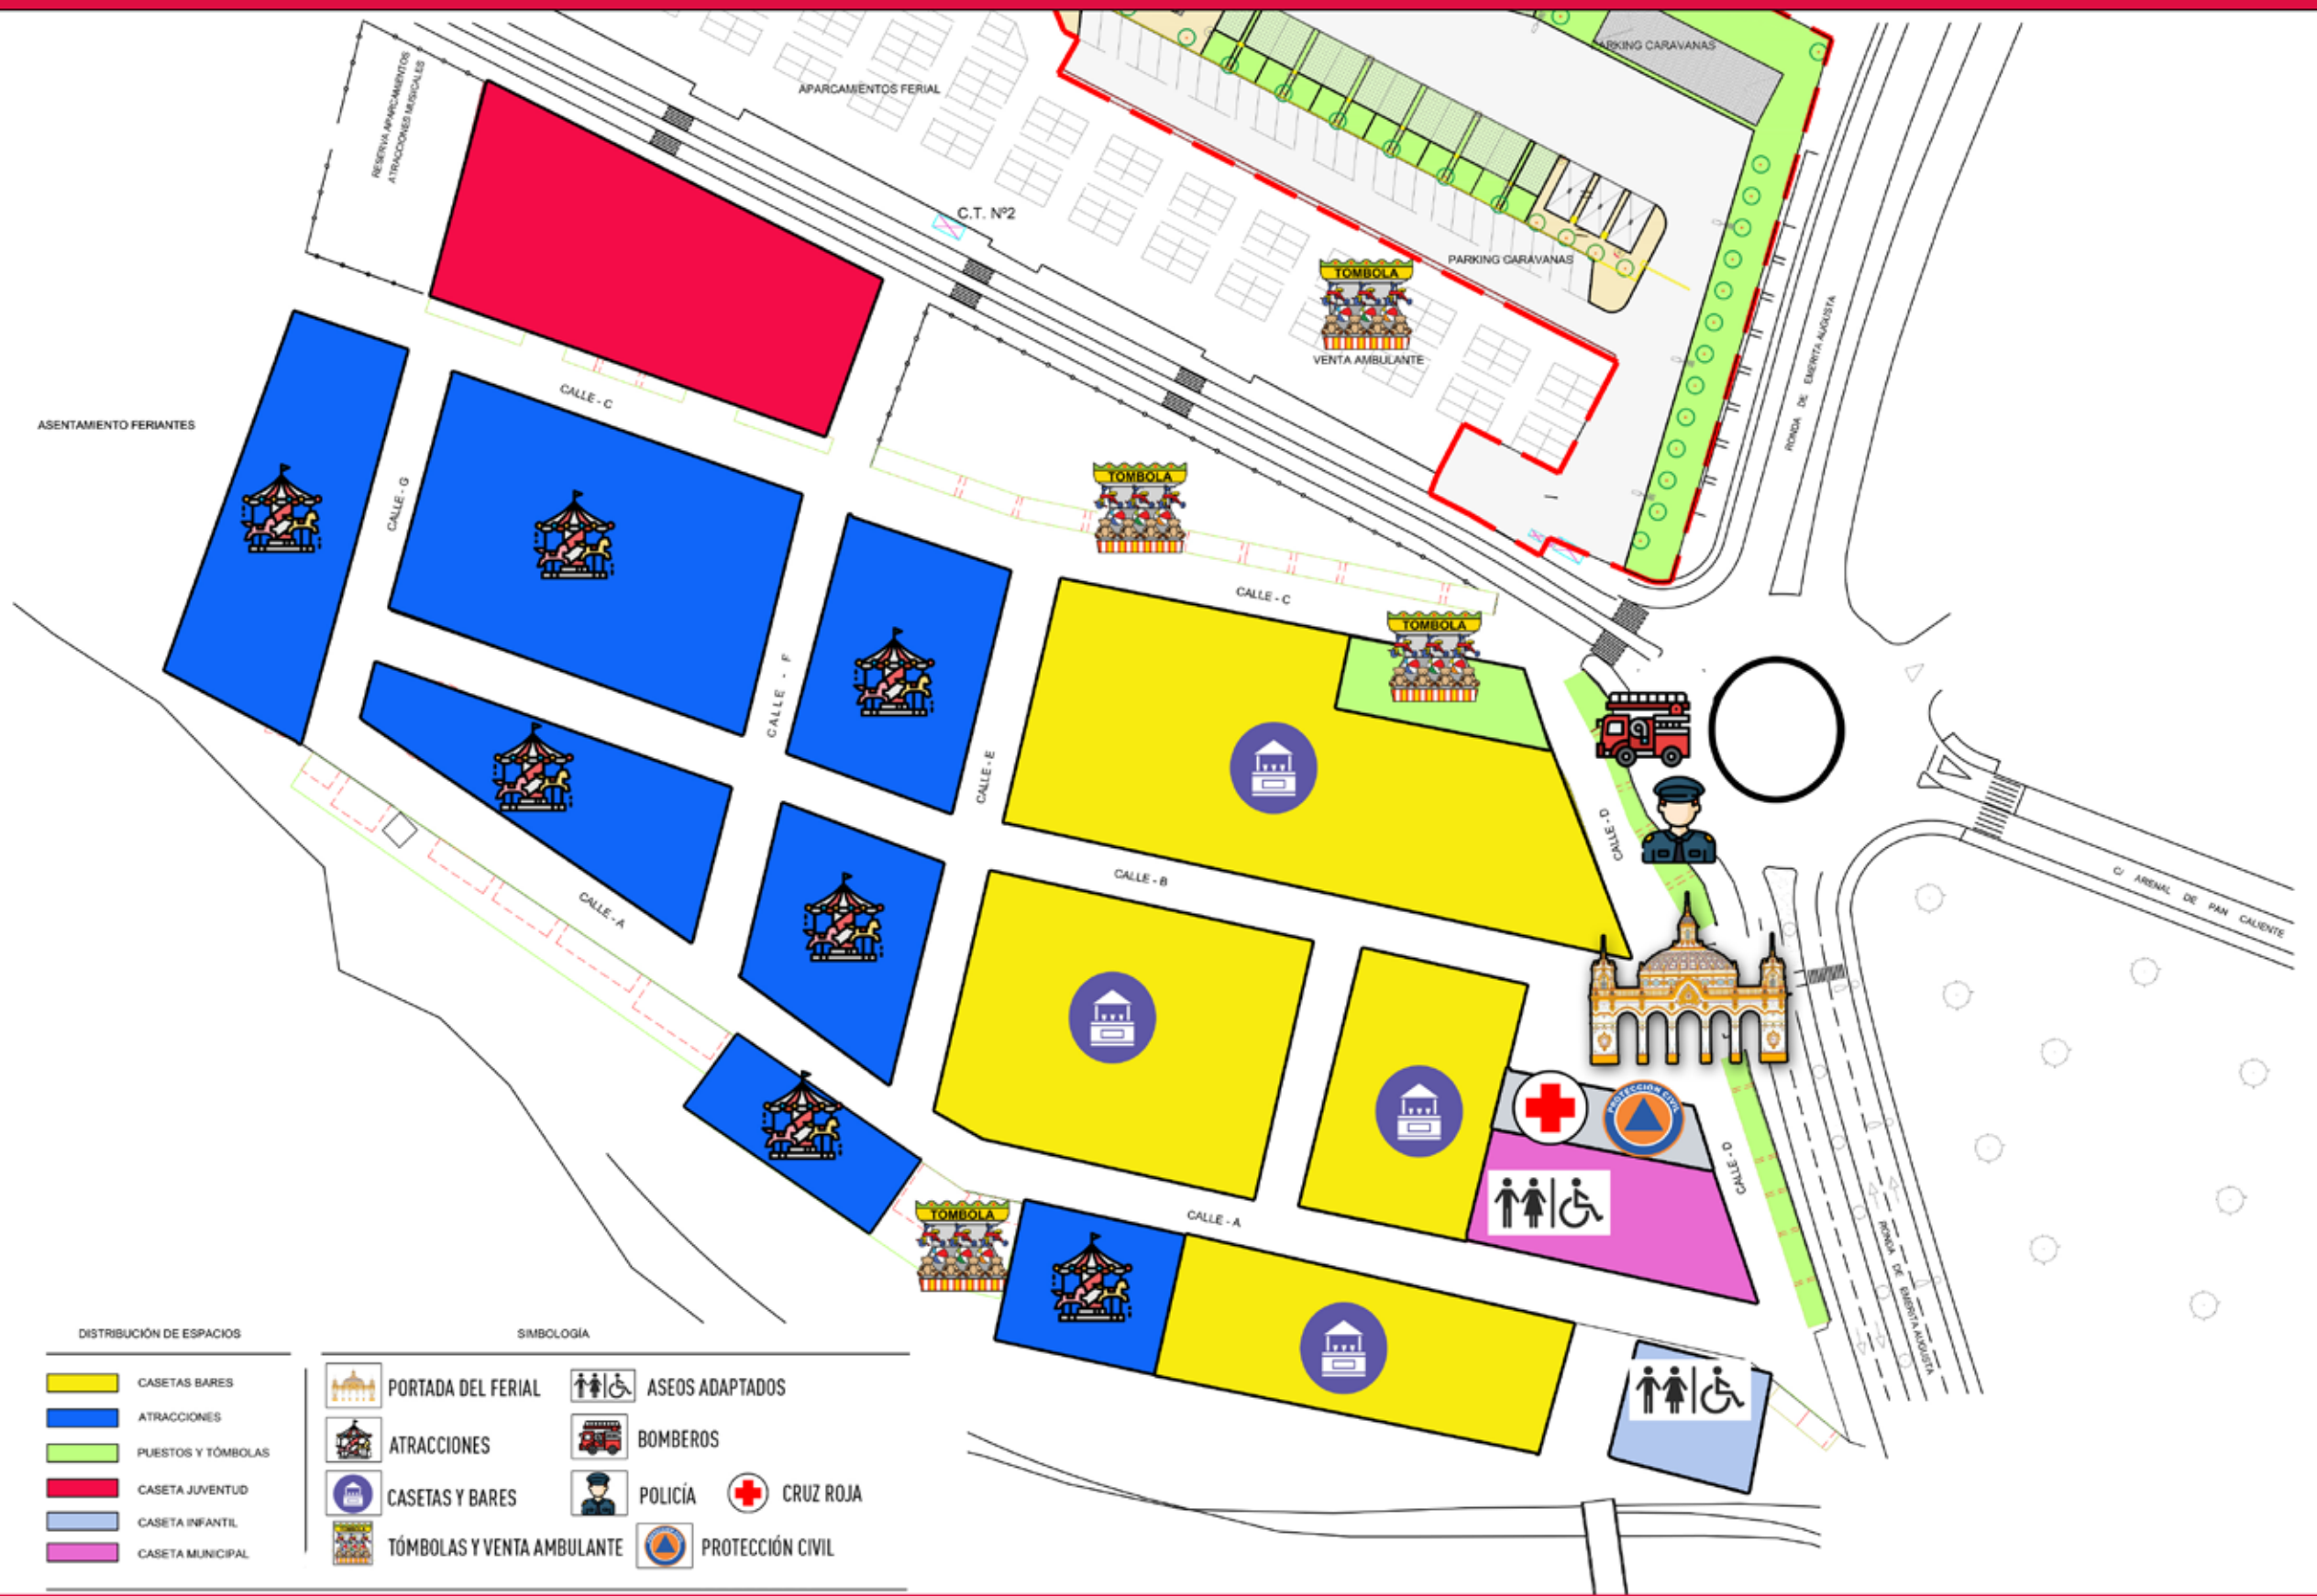 PARKING CARAVANAS
RESERVA APARCAMIENTOS
ATRACCIONES MUSICALES
APARCAMIENTOS FERIAL
C.T. Nº2
PARKING CARAVANAS
TOMBOLA
VENTA AMBULANTE
RONDA DE EMERITA AUGUSTA
CALLE - C
ASENTAMIENTO FERIANTES
CALLE - G
TOMBOLA
CALLE - C
TOMBOLA
CALLE - F
CALLE - E
CALLE - D
CALLE - B
CALLE - A
C/ ARENAL DE PAN CALIENTE
PROTECCIÓN CIVIL
CALLE - D
CALLE - A
TOMBOLA
RONDA DE EMERITA AUGUSTA
DISTRIBUCIÓN DE ESPACIOS
CASETAS BARES
ATRACCIONES
PUESTOS Y TÓMBOLAS
CASETA JUVENTUD
CASETA INFANTIL
CASETA MUNICIPAL
SIMBOLOGÍA
PORTADA DEL FERIAL
ASEOS ADAPTADOS
ATRACCIONES
BOMBEROS
CASETAS Y BARES
POLICÍA
CRUZ ROJA
TOMBOLA
TÓMBOLAS Y VENTA AMBULANTE
PROTECCIÓN CIVIL